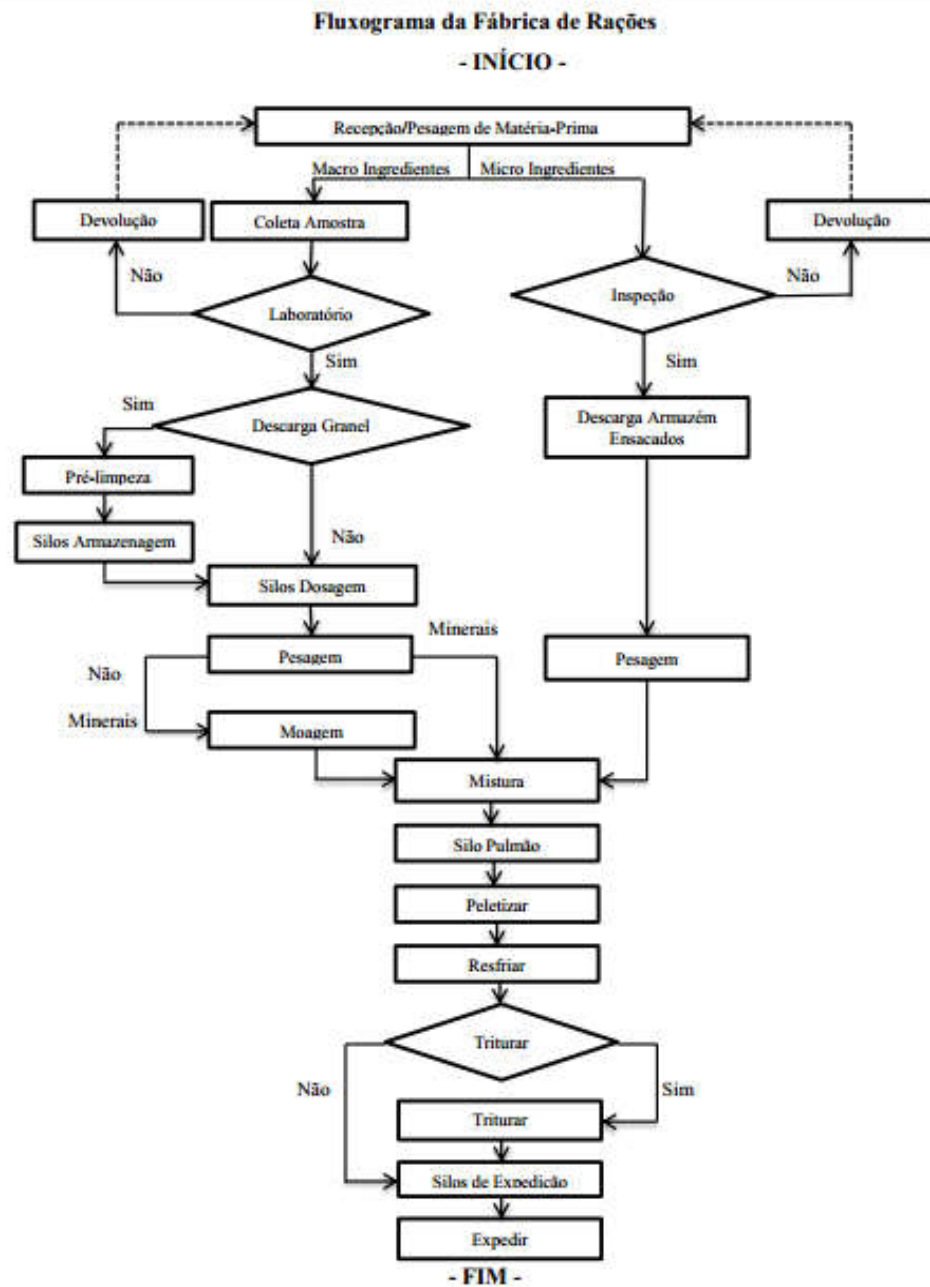 Fluxograma da Fábrica de Rações
- INÍCIO -
Recepção/Pesagem de Matéria-Prima
Macro Ingredientes
Micro Ingredientes
Devolução
Coleta Amostra
Devolução
Não
Não
Laboratório
Inspeção
Sim
Sim
Sim
Descarga Granel
Descarga Armazém
Ensacados
Pré-limpeza
Silos Armazenagem
Não
Silos Dosagem
Minerais
Pesagem
Pesagem
Não
Minerais
Moagem
Mistura
Silo Pulmão
Peletizar
Resfriar
Triturar
Não
Sim
Triturar
Silos de Expedicão
Expedir
- FIM -